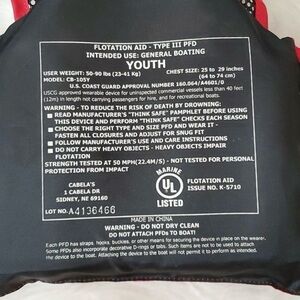 FLOTATION AID - TYPE III PFD
INTENDED USE: GENERAL BOATING
YOUTH
USER WEIGHT: 50-90 lbs (23-41 Kg)
CHEST SIZE: 25 to 29 inches
MODEL: CB-105Y
(64 to 74 cm)
U.S. COAST GUARD APPROVAL NUMBER 160.064/A4601/0
USCG approved wearable device of uninspected commercial vessels less than 40 feet
(12m) in length not carrying passengers for hire, and for recreational boats.
WARNING - TO REDUCE THE RISK OF DEATH BY DROWNING:
READ MANUFACTURER'S "THINK SAFE" PAMPHLET BEFORE USING
THIS DEVICE AND PERFORM "THINK SAFE" CHECKS EACH SEASON
CHOOSE THE RIGHT TYPE AND SIZE PFD AND WEAR IT -
FASTEN ALL CLOSURES AND ADJUST FOR SNUG FIT
FOLLOW MANUFACTURER'S USE AND CARE INSTRUCTIONS
DO NOT CARRY HEAVY OBJECTS - HEAVY OBJECTS IMPAIR
FLOTATION
STRENGTH TESTED AT 50 MPH (22.4M/S) - NOT TESTED FOR PERSONAL
PROTECTION FROM IMPACT
CABELA'S
1 CABELA DR
SIDNEY, NE 69160
MARINE
UL
LISTED
FLOTATION AID
ISSUE NO. K-5710
LOT NO. A4136466
MADE IN CHINA
WARNING - DO NOT DRY CLEAN
DO NOT ATTACH PFDs TO BOAT!
Each PFD has straps, hooks, buckles, or other means for securing the device in place on the wearer.
Some PFDs also incorporate decorative D-rings or tabs. Such items are not to be used to attach
the device to the boat. Attaching the device to the boat will not permit it to perform as intended.